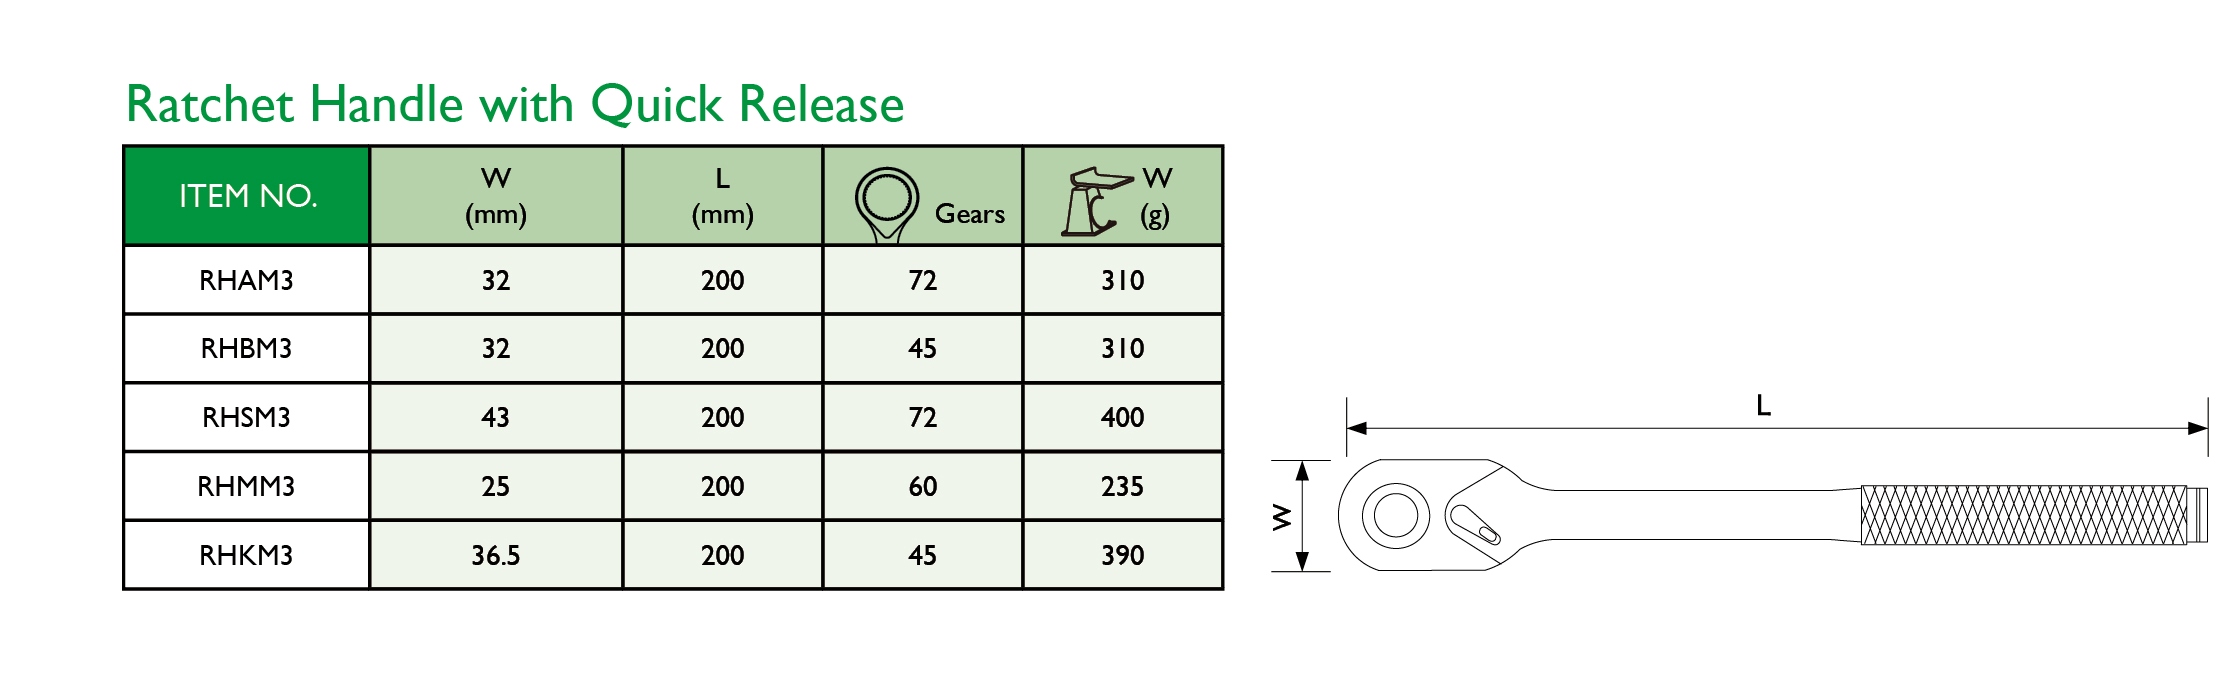 Ratchet Handle with Quick Release
ITEM NO. W (mm) L (mm) Gears W (g)
RHAM3 32 200 72 310
RHBM3 32 200 45 310
RHSM3 43 200 72 400
RHMM3 25 200 60 235
RHKM3 36.5 200 45 390
L
W